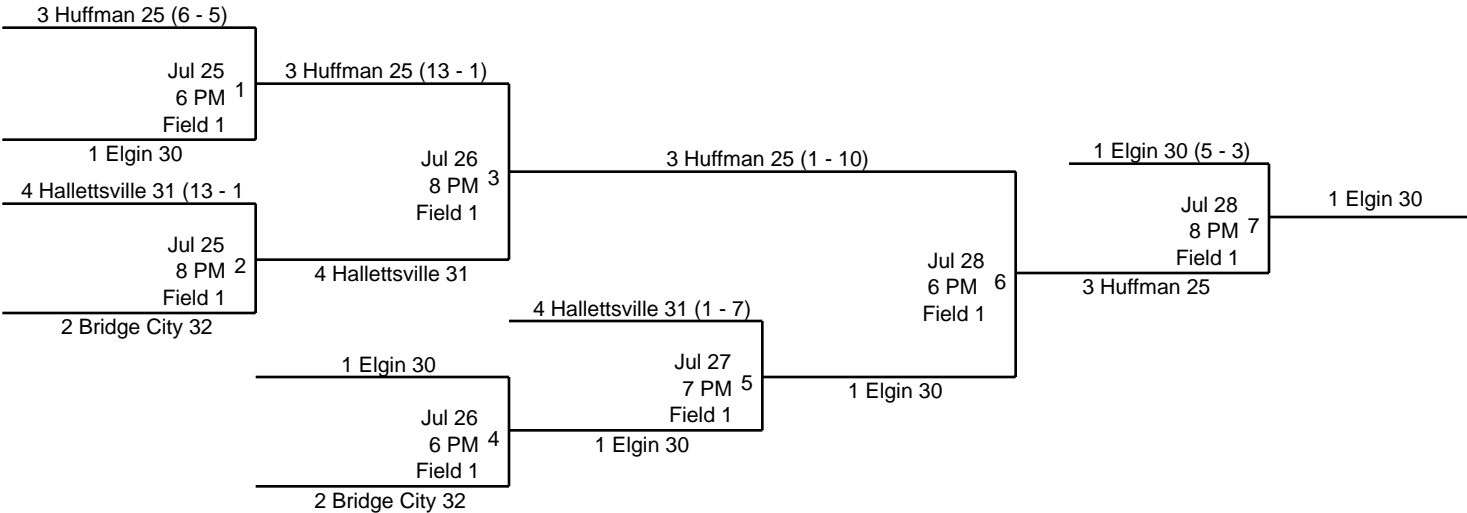 3 Huffman 25 (6 - 5)
Jul 25
6 PM 1
Field 1
1 Elgin 30
4 Hallettsville 31 (13 - 1
Jul 25
8 PM 2
Field 1
2 Bridge City 32
3 Huffman 25 (13 - 1)
Jul 26
8 PM 3
Field 1
4 Hallettsville 31
1 Elgin 30
Jul 26
6 PM 4
Field 1
2 Bridge City 32
4 Hallettsville 31 (1 - 7)
Jul 27
7 PM 5
Field 1
1 Elgin 30
3 Huffman 25 (1 - 10)
Jul 28
6 PM 6
Field 1
1 Elgin 30
1 Elgin 30 (5 - 3)
Jul 28
8 PM 7
Field 1
3 Huffman 25
1 Elgin 30